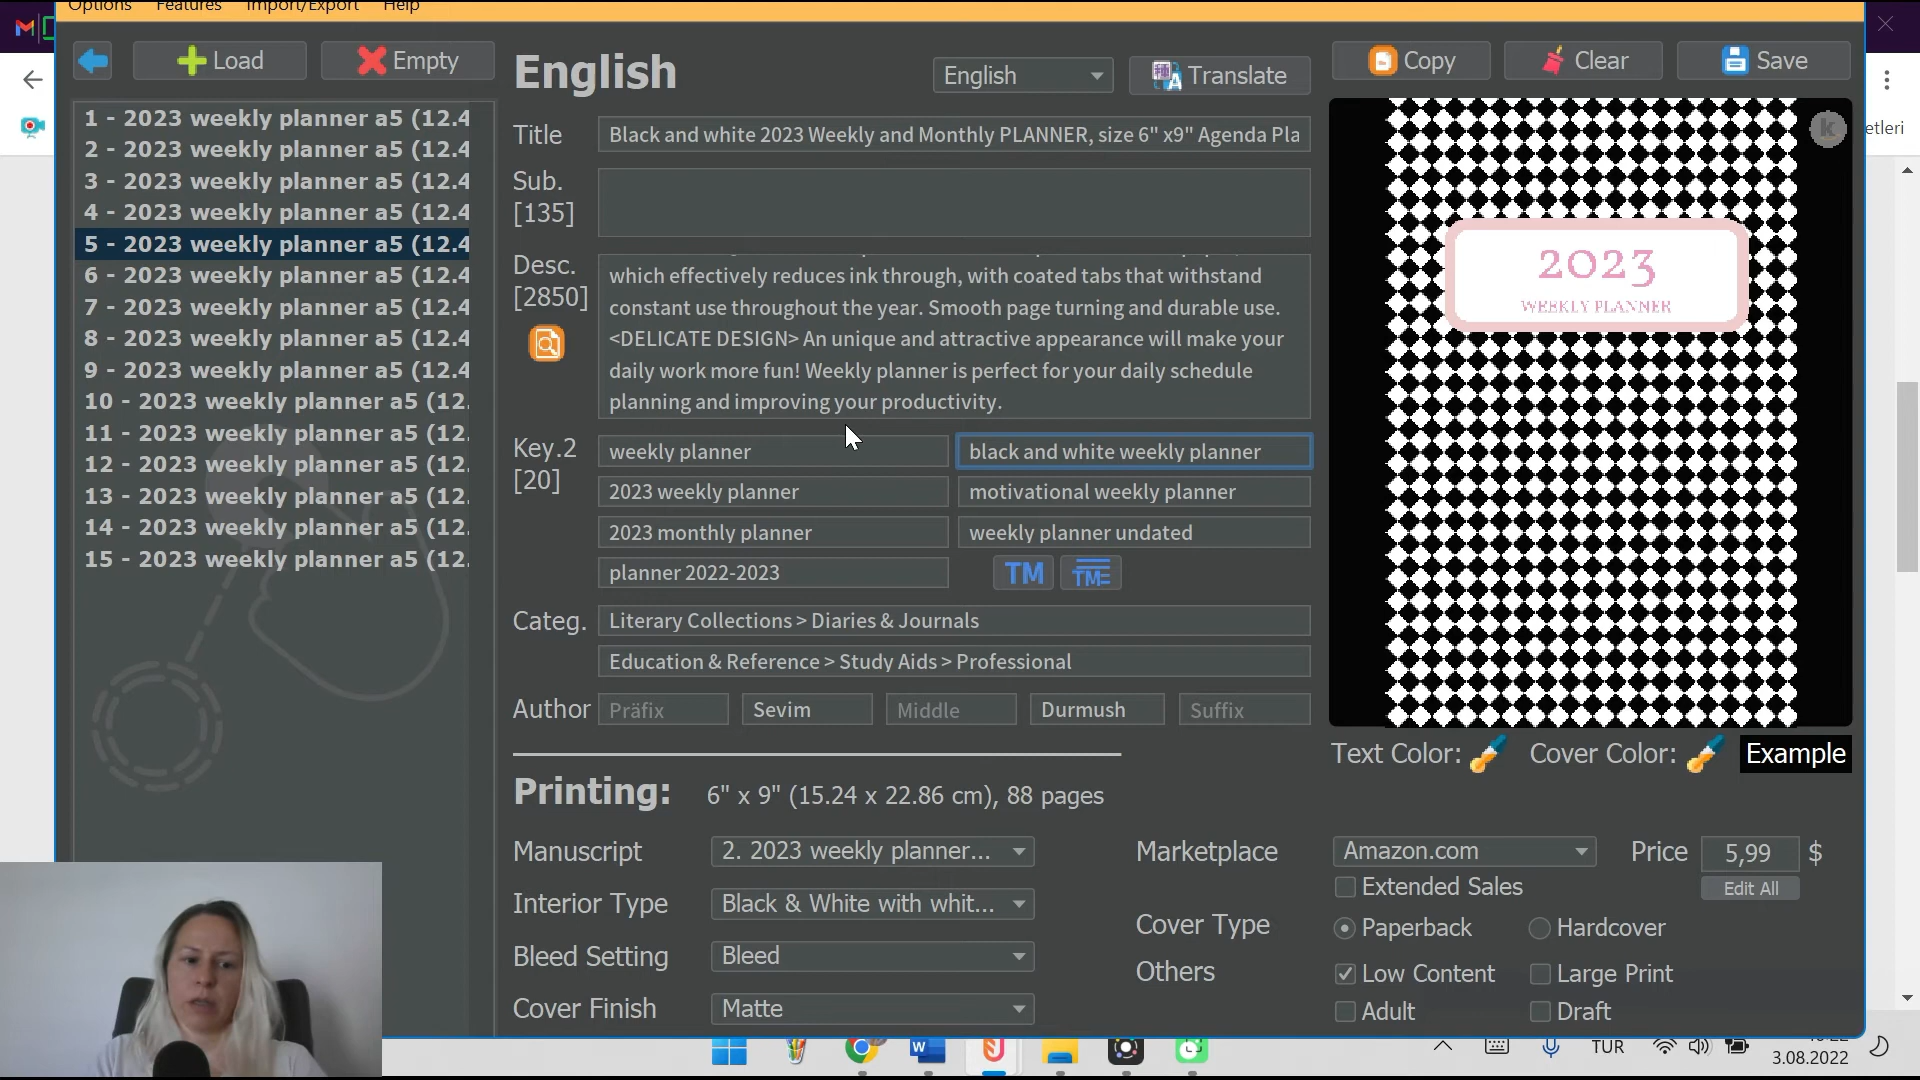 Options Features Import/Export Help
Load
Empty
English
English
Translate
Copy
Clear
Save
1 - 2023 weekly planner a5 (12.4
2 - 2023 weekly planner a5 (12.4
3 - 2023 weekly planner a5 (12.4
4 - 2023 weekly planner a5 (12.4
5 - 2023 weekly planner a5 (12.4
6 - 2023 weekly planner a5 (12.4
7 - 2023 weekly planner a5 (12.4
8 - 2023 weekly planner a5 (12.4
9 - 2023 weekly planner a5 (12.4
10 - 2023 weekly planner a5 (12.
11 - 2023 weekly planner a5 (12.
12 - 2023 weekly planner a5 (12.
13 - 2023 weekly planner a5 (12.
14 - 2023 weekly planner a5 (12.
15 - 2023 weekly planner a5 (12.
Title
Black and white 2023 Weekly and Monthly PLANNER, size 6" x9" Agenda Pla
Sub.
[135]
Desc.
[2850]
which effectively reduces ink through, with coated tabs that withstand
constant use throughout the year. Smooth page turning and durable use.
<DELICATE DESIGN> An unique and attractive appearance will make your
daily work more fun! Weekly planner is perfect for your daily schedule
planning and improving your productivity.
Key.2
[20]
weekly planner
black and white weekly planner
2023 weekly planner
motivational weekly planner
2023 monthly planner
weekly planner undated
planner 2022-2023
TM
TM
Categ.
Literary Collections > Diaries & Journals
Education & Reference > Study Aids > Professional
Author
Präfix
Sevim
Middle
Durmush
Suffix
k
etleri
2023
WEEKLY PLANNER
Text Color:
Cover Color:
Example
Printing:
6" x 9" (15.24 x 22.86 cm), 88 pages
Manuscript
2. 2023 weekly planner...
Interior Type
Black & White with whit...
Bleed Setting
Bleed
Cover Finish
Matte
Marketplace
Amazon.com
Price
5,99
$
Extended Sales
Edit All
Cover Type
Paperback
Hardcover
Others
Low Content
Large Print
Adult
Draft
TUR
3.08.2022